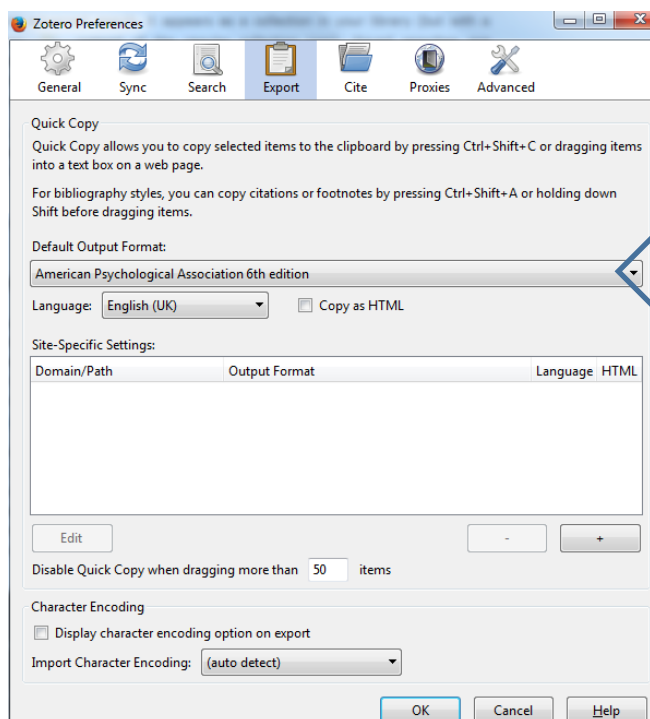 Zotero Preferences
General Sync Search Export Cite Proxies Advanced
Quick Copy
Quick Copy allows you to copy selected items to the clipboard by pressing Ctrl+Shift+C or dragging items
into a text box on a web page.
For bibliography styles, you can copy citations or footnotes by pressing Ctrl+Shift+A or holding down
Shift before dragging items.
Default Output Format:
American Psychological Association 6th edition
Language: English (UK) Copy as HTML
Site-Specific Settings:
Domain/Path Output Format Language HTML
Edit - +
Disable Quick Copy when dragging more than 50 items
Character Encoding
Display character encoding option on export
Import Character Encoding: (auto detect)
OK Cancel Help